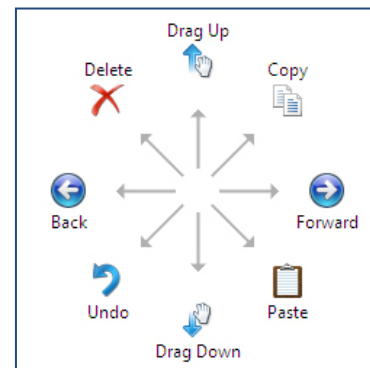 Drag Up
Delete
Copy
Back
Forward
Undo
Paste
Drag Down